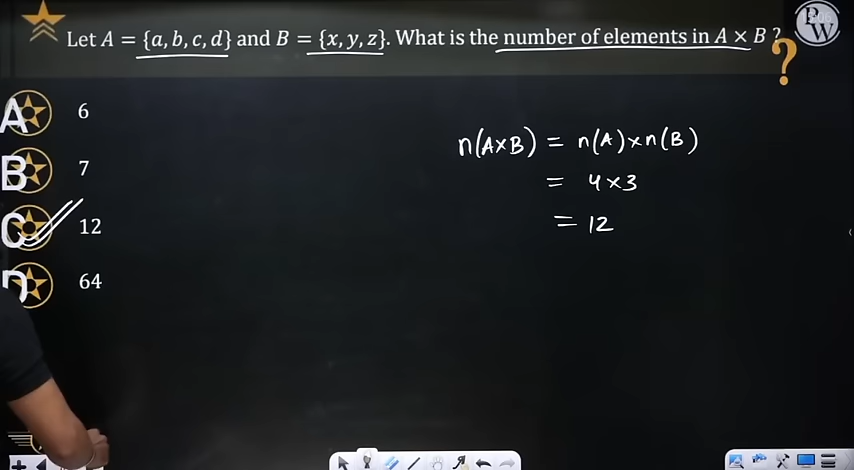 Let A = {a, b, c, d} and B = {x, y, z}. What is the number of elements in A × B ?
?
A 6
B 7
C 12
D 64
n(A×B) = n(A)×n(B)
= 4×3
= 12
P
W